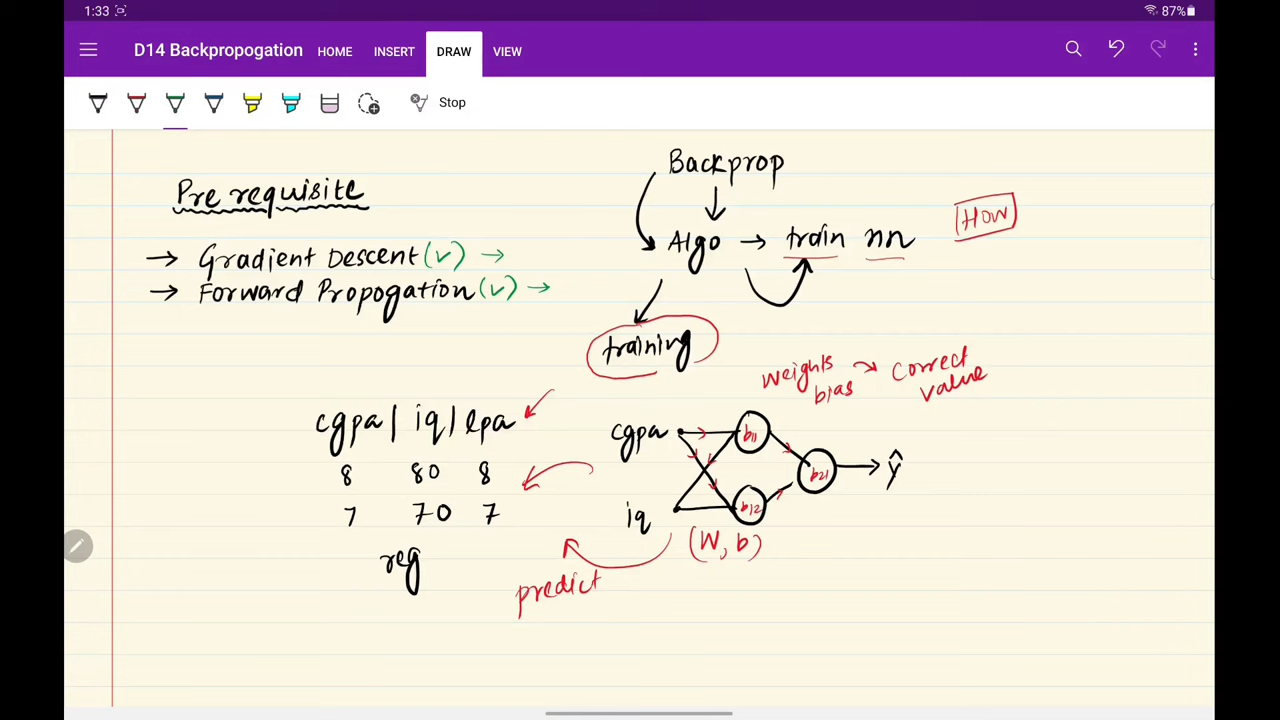 1:33
87%
D14 Backpropogation HOME INSERT DRAW VIEW
Stop
Pre requisite
→ Gradient Descent (v) →
→ Forward Propogation (v) →
Backprop
Algo → train nn
How
training
weights bias → correct value
cgpa | iq | lpa
8 80 8
7 70 7
reg
cgpa
iq
b11
b12
b21
ŷ
(W, b)
predict